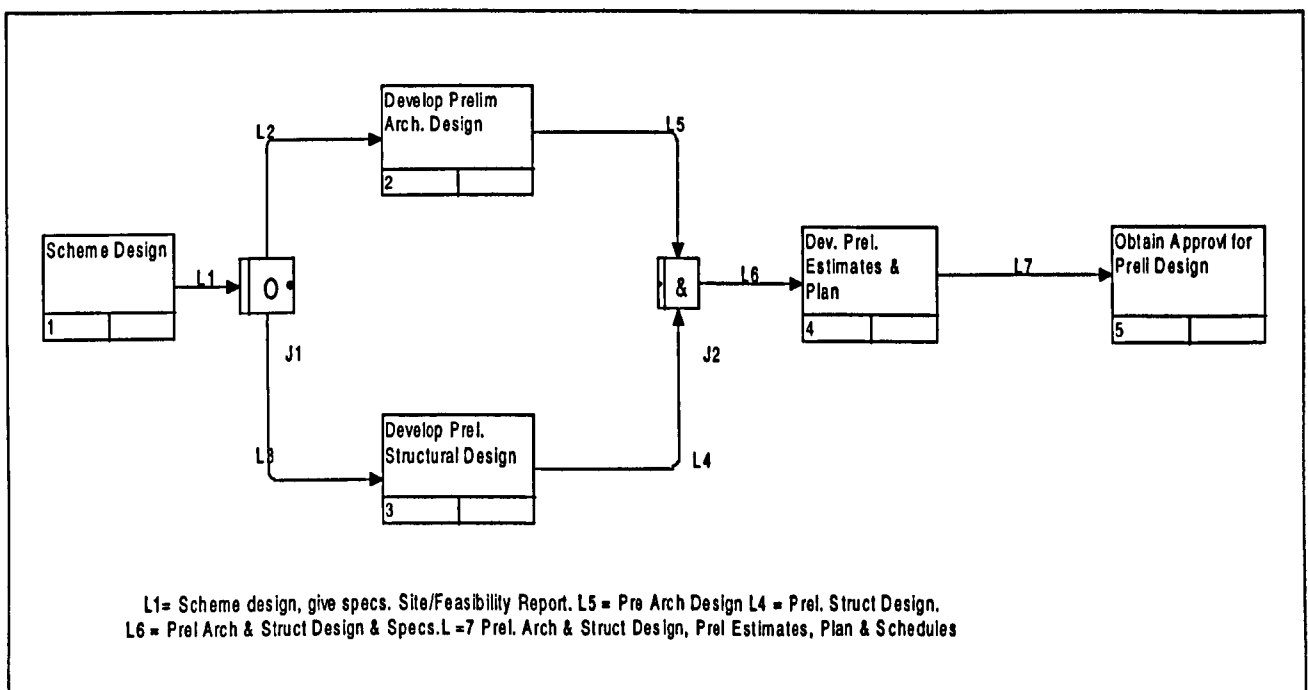 Develop Prelim
Arch. Design
2
L2
L5
Scheme Design
1
L1
O
J1
&
J2
L6
Dev. Prel.
Estimates &
Plan
4
L7
Obtain Approvl for
Preli Design
5
L3
Develop Prel.
Structural Design
3
L4
L1= Scheme design, give specs. Site/Feasibility Report. L5 = Pre Arch Design L4 = Prel. Struct Design.
L6 = Prel Arch & Struct Design & Specs.L =7 Prel. Arch & Struct Design, Prel Estimates, Plan & Schedules